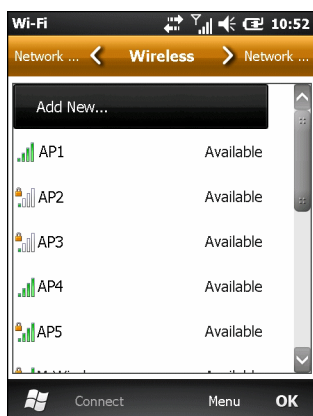 Wi-Fi 10:52
Network ... Wireless Network ...
Add New...
AP1 Available
AP2 Available
AP3 Available
AP4 Available
AP5 Available
Connect Menu OK